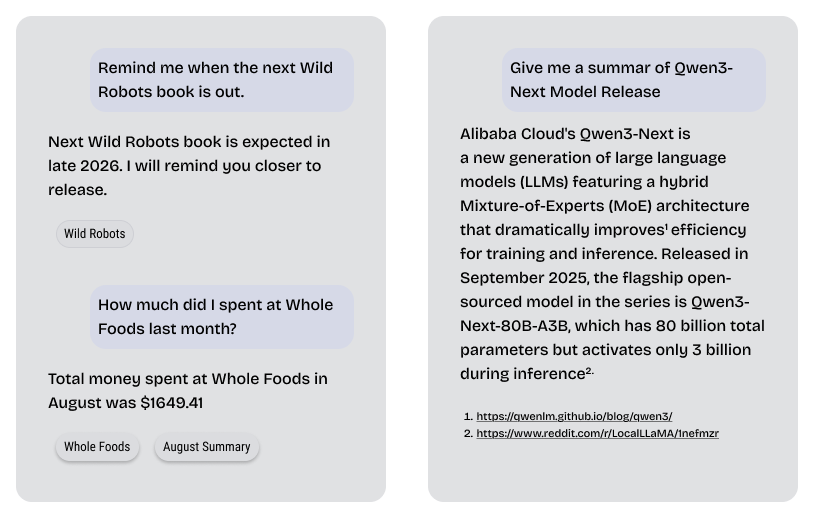 Remind me when the next Wild
Robots book is out.
Next Wild Robots book is expected in
late 2026. I will remind you closer to
release.
Wild Robots
How much did I spent at Whole
Foods last month?
Total money spent at Whole Foods in
August was $1649.41
Whole Foods
August Summary
Give me a summar of Qwen3-
Next Model Release
Alibaba Cloud's Qwen3-Next is
a new generation of large language
models (LLMs) featuring a hybrid
Mixture-of-Experts (MoE) architecture
that dramatically improves¹ efficiency
for training and inference. Released in
September 2025, the flagship open-
sourced model in the series is Qwen3-
Next-80B-A3B, which has 80 billion total
parameters but activates only 3 billion
during inference²·
1. https://qwenlm.github.io/blog/qwen3/
2. https://www.reddit.com/r/LocalLLaMA/1nefmzr